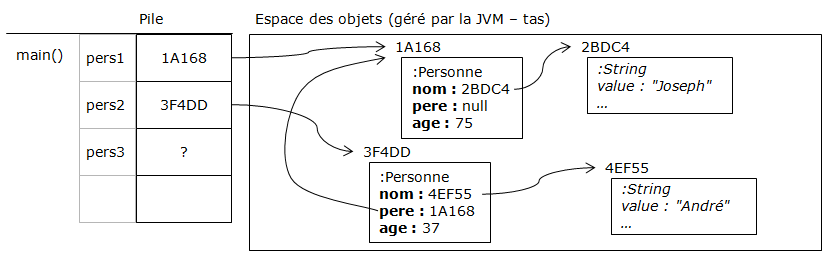 Pile
Espace des objets (géré par la JVM – tas)
main()
pers1
1A168
pers2
3F4DD
pers3
?
1A168
:Personne
nom : 2BDC4
pere : null
age : 75
2BDC4
:String
value : "Joseph"
...
3F4DD
:Personne
nom : 4EF55
pere : 1A168
age : 37
4EF55
:String
value : "André"
...